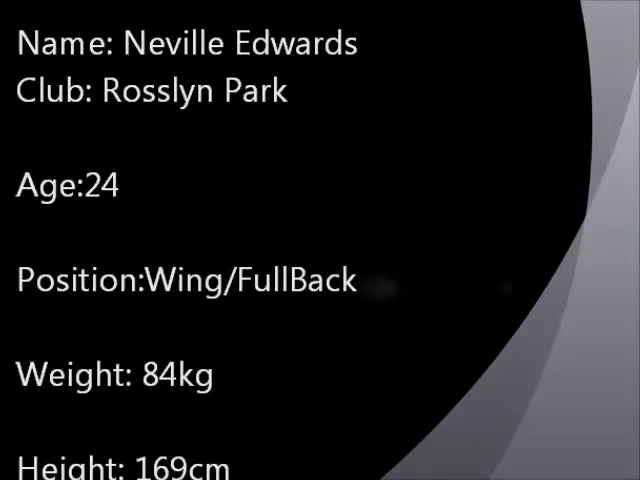 Name: Neville Edwards
Club: Rosslyn Park
Age:24
Position:Wing/FullBack
Weight: 84kg
Height: 169cm